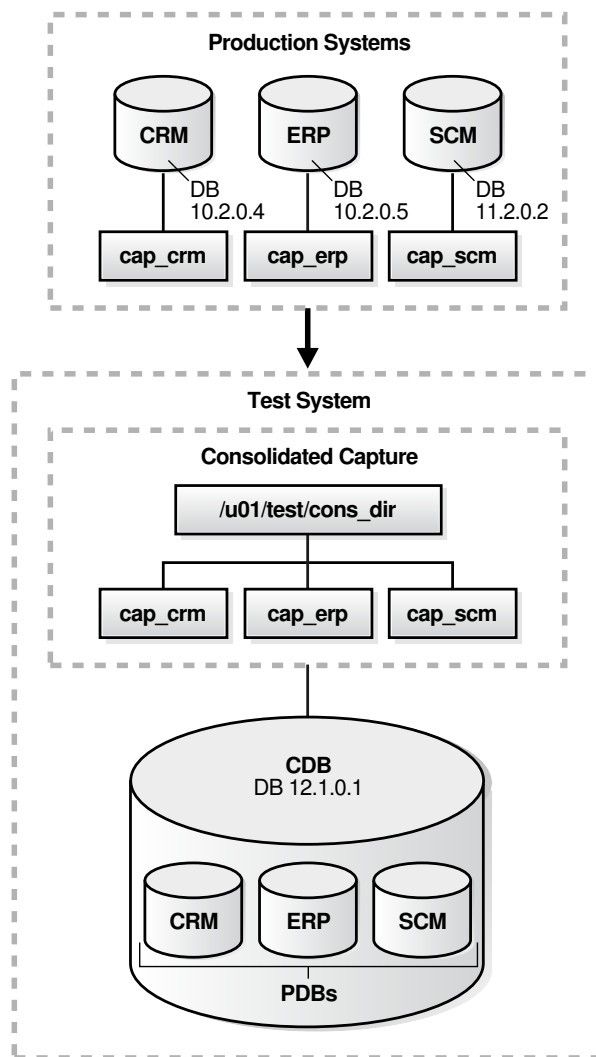 Production Systems
CRM
ERP
SCM
DB
10.2.0.4
DB
10.2.0.5
DB
11.2.0.2
cap_crm
cap_erp
cap_scm
Test System
Consolidated Capture
/u01/test/cons_dir
cap_crm
cap_erp
cap_scm
CDB
DB 12.1.0.1
CRM
ERP
SCM
PDBs